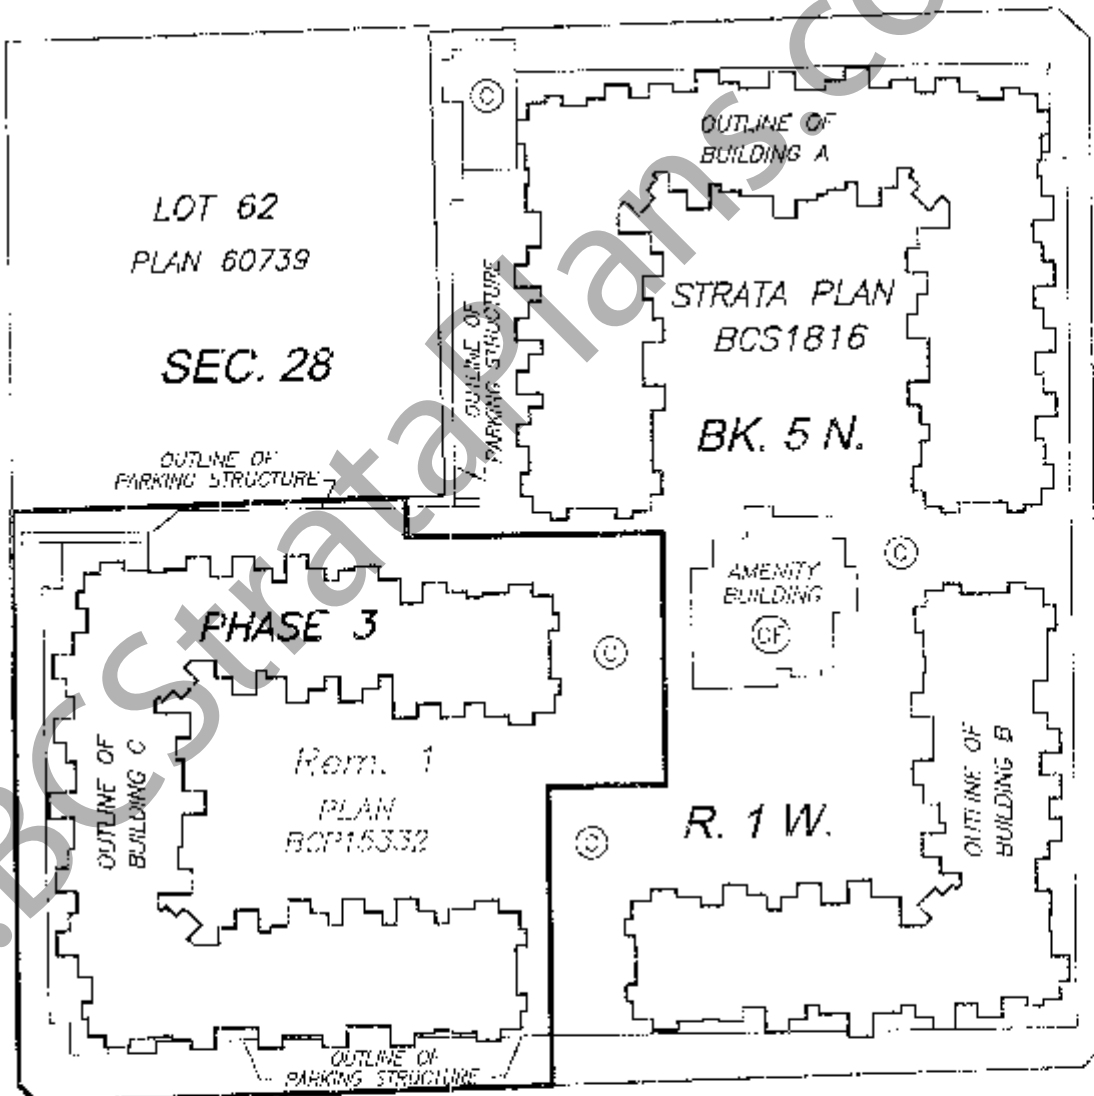 ©
OUTLINE OF
BUILDING A
LOT 62
PLAN 60739
OUTLINE OF
PARKING STRUCTURE
STRATA PLAN
BCS1816
SEC. 28
BK. 5 N.
OUTLINE OF
PARKING STRUCTURE
©
AMENITY
BUILDING
CF
PHASE 3
©
OUTLINE OF
BUILDING C
Rem. 1
PLAN
BCP15332
OUTLINE OF
BUILDING B
R. 1 W.
©
OUTLINE OF
PARKING STRUCTURE
.BCStrataPlans.co